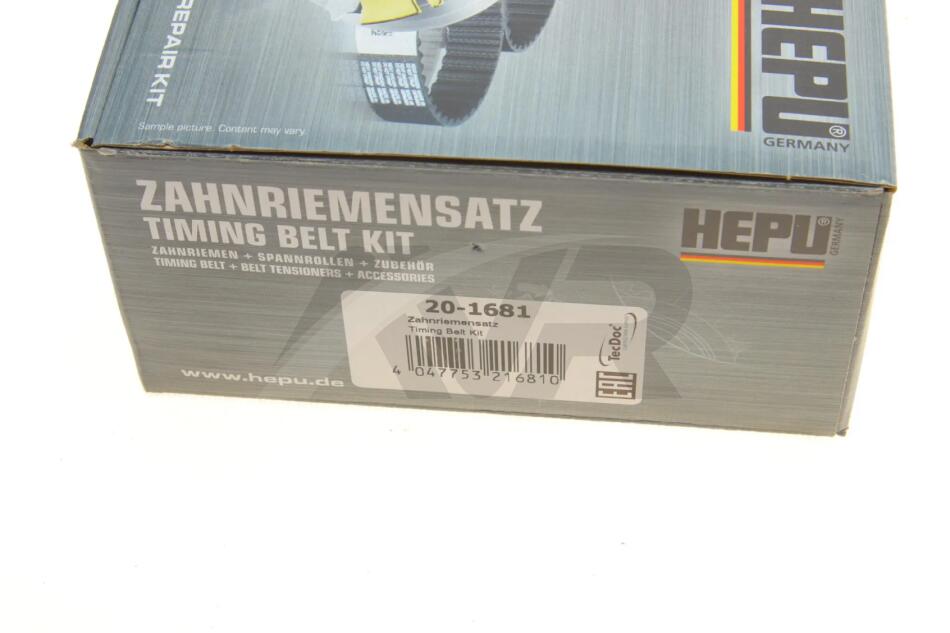 REPAIR KIT
Sample picture. Content may vary.
HEPU®
GERMANY
ZAHNRIEMENSATZ
TIMING BELT KIT
ZAHNRIEMEN + SPANNROLLEN + ZUBEHÖR
TIMING BELT + BELT TENSIONERS + ACCESSORIES
HEPU®
GERMANY
20-1681
Zahnriemensatz
Timing Belt Kit
4 047753 216810
TecDoc
EAC
www.hepu.de